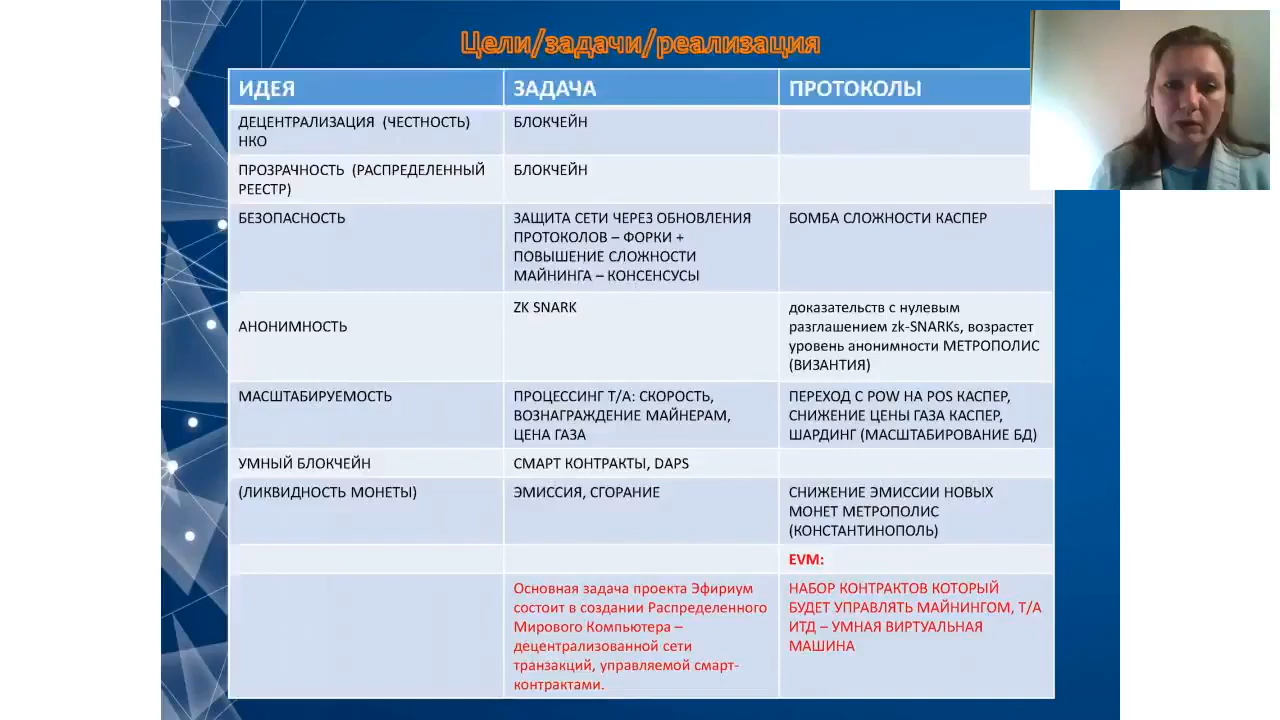 Цели/задачи/реализация
ИДЕЯ
ЗАДАЧА
ПРОТОКОЛЫ
ДЕЦЕНТРАЛИЗАЦИЯ (ЧЕСТНОСТЬ)
НКО
БЛОКЧЕЙН
ПРОЗРАЧНОСТЬ (РАСПРЕДЕЛЕННЫЙ
РЕЕСТР)
БЛОКЧЕЙН
БЕЗОПАСНОСТЬ
ЗАЩИТА СЕТИ ЧЕРЕЗ ОБНОВЛЕНИЯ
ПРОТОКОЛОВ – ФОРКИ +
ПОВЫШЕНИЕ СЛОЖНОСТИ
МАЙНИНГА – КОНСЕНСУСЫ
БОМБА СЛОЖНОСТИ КАСПЕР
АНОНИМНОСТЬ
ZK SNARK
доказательств с нулевым
разглашением zk-SNARKs, возрастет
уровень анонимности МЕТРОПОЛИС
(ВИЗАНТИЯ)
МАСШТАБИРУЕМОСТЬ
ПРОЦЕССИНГ Т/А: СКОРОСТЬ,
ВОЗНАГРАЖДЕНИЕ МАЙНЕРАМ,
ЦЕНА ГАЗА
ПЕРЕХОД С POW НА POS КАСПЕР,
СНИЖЕНИЕ ЦЕНЫ ГАЗА КАСПЕР,
ШАРДИНГ (МАСШТАБИРОВАНИЕ БД)
УМНЫЙ БЛОКЧЕЙН
СМАРТ КОНТРАКТЫ, DAPS
(ЛИКВИДНОСТЬ МОНЕТЫ)
ЭМИССИЯ, СГОРАНИЕ
СНИЖЕНИЕ ЭМИССИИ НОВЫХ
МОНЕТ МЕТРОПОЛИС
(КОНСТАНТИНОПОЛЬ)
EVM:
Основная задача проекта Эфириум
состоит в создании Распределенного
Мирового Компьютера –
децентрализованной сети
транзакций, управляемой смарт-
контрактами.
НАБОР КОНТРАКТОВ КОТОРЫЙ
БУДЕТ УПРАВЛЯТЬ МАЙНИНГОМ, Т/А
ИТД – УМНАЯ ВИРТУАЛЬНАЯ
МАШИНА